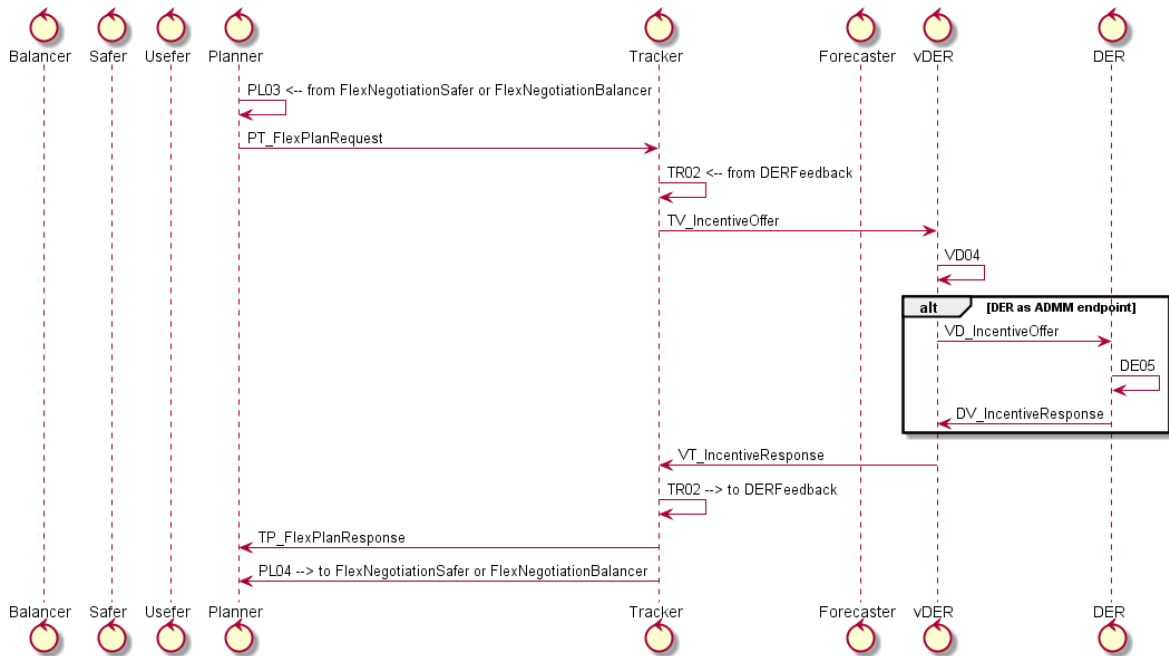 Balancer Safer Usefer Planner Tracker Forecaster vDER DER
PL03 <-- from FlexNegotiationSafer or FlexNegotiationBalancer
PT_FlexPlanRequest
TR02 <-- from DERFeedback
TV_IncentiveOffer
VD04
alt [DER as ADMM endpoint]
VD_IncentiveOffer
DE05
DV_IncentiveResponse
VT_IncentiveResponse
TR02 --> to DERFeedback
TP_FlexPlanResponse
PL04 --> to FlexNegotiationSafer or FlexNegotiationBalancer
Balancer Safer Usefer Planner Tracker Forecaster vDER DER